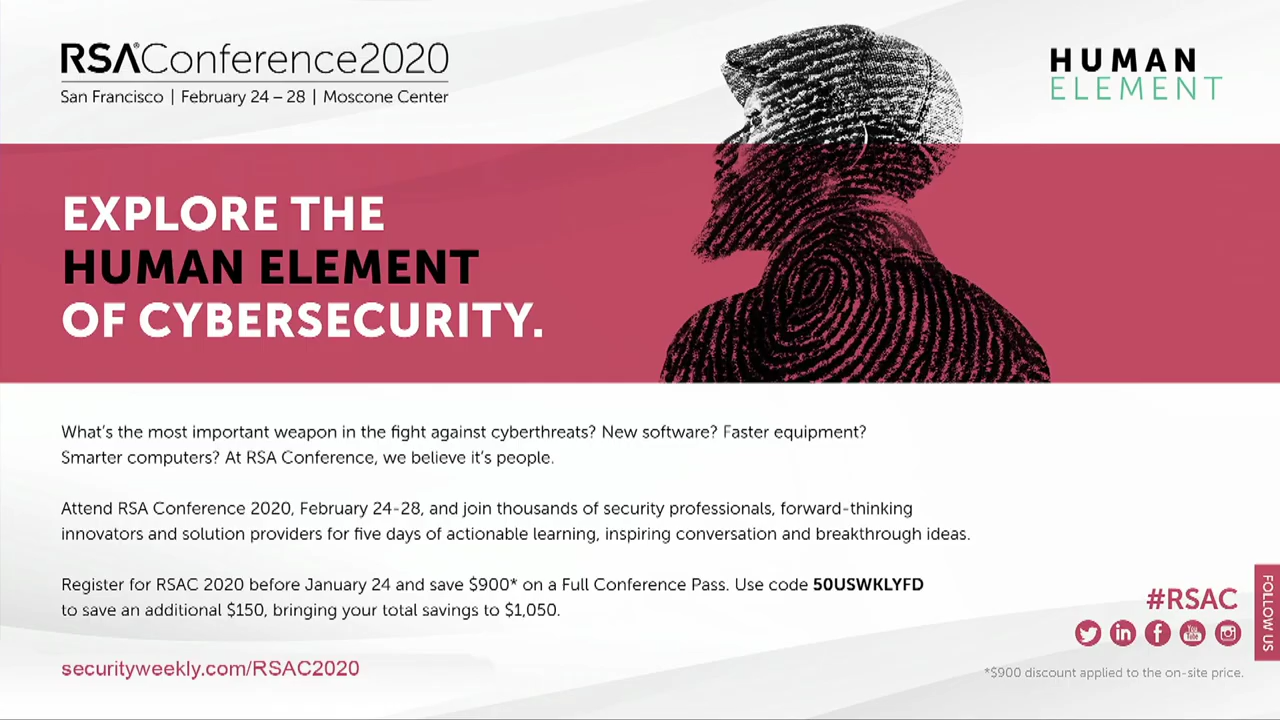 RSA®Conference2020
San Francisco | February 24 – 28 | Moscone Center
HUMAN
ELEMENT
EXPLORE THE
HUMAN ELEMENT
OF CYBERSECURITY.
What's the most important weapon in the fight against cyberthreats? New software? Faster equipment?
Smarter computers? At RSA Conference, we believe it's people.
Attend RSA Conference 2020, February 24-28, and join thousands of security professionals, forward-thinking
innovators and solution providers for five days of actionable learning, inspiring conversation and breakthrough ideas.
Register for RSAC 2020 before January 24 and save $900* on a Full Conference Pass. Use code 50USWKLYFD
to save an additional $150, bringing your total savings to $1,050.
securityweekly.com/RSAC2020
#RSAC
FOLLOW US
You
Tube
*$900 discount applied to the on-site price.